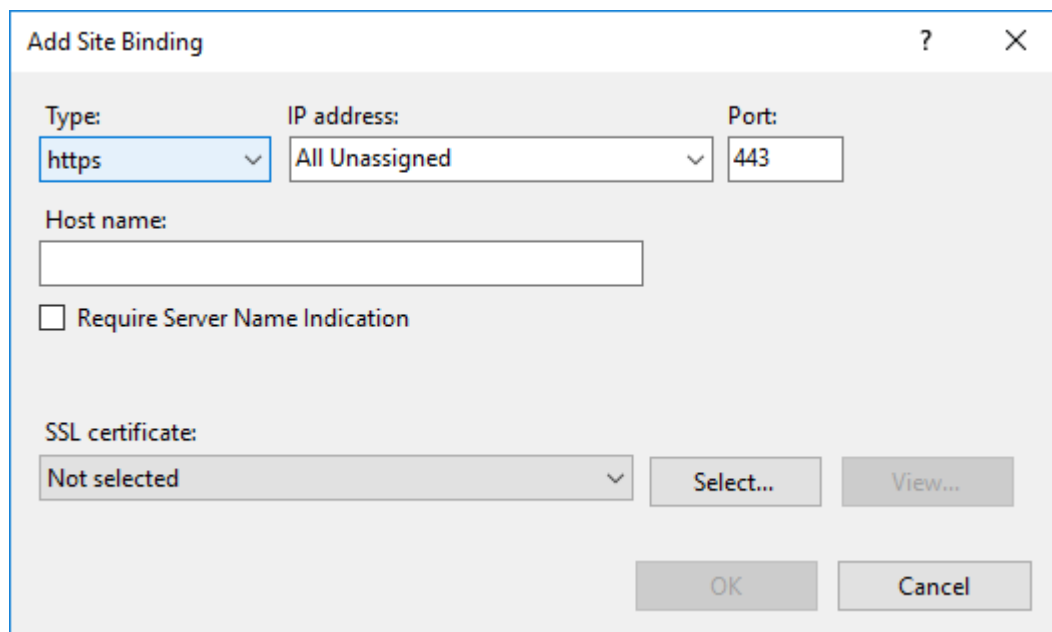 Add Site Binding ?
Type: IP address: Port:
https All Unassigned 443
Host name:
Require Server Name Indication
SSL certificate:
Not selected Select... View...
OK Cancel